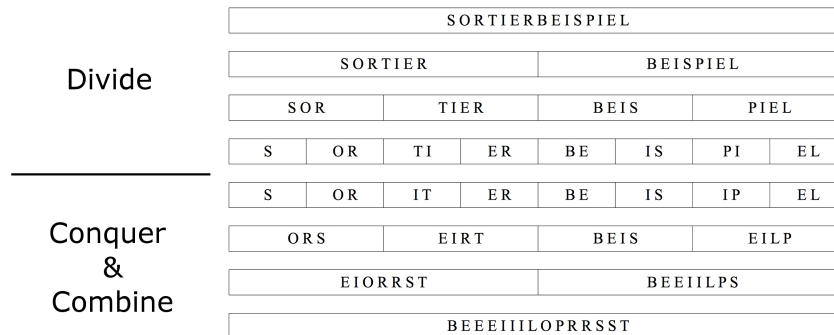 Divide
SORTIERBEISPIEL
SORTIER BEISPIEL
SOR TIER BEIS PIEL
S OR TI ER BE IS PI EL
Conquer
&
Combine
S OR IT ER BE IS IP EL
ORS EIRT BEIS EILP
EIORRST BEEIILPS
BEEEIIILOPRRSST